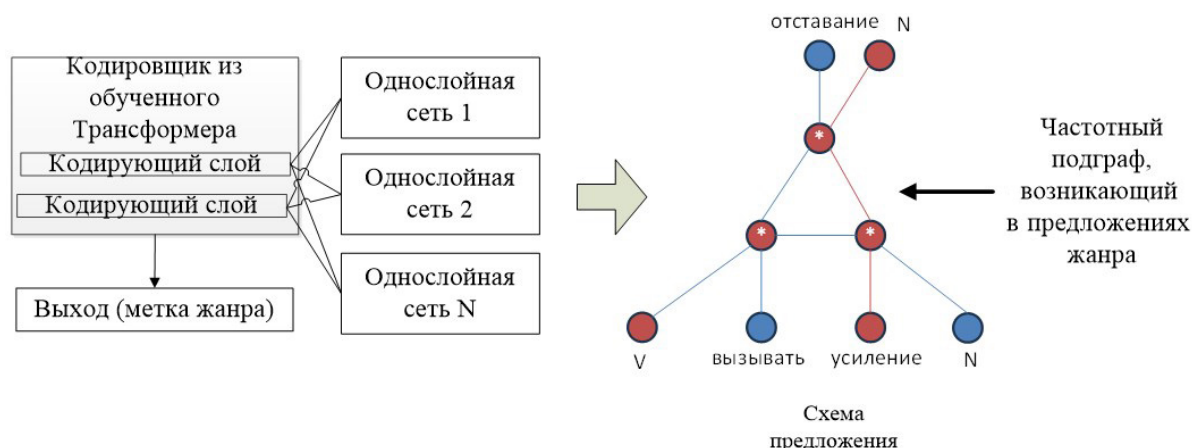 Кодировщик из
обученного
Трансформера
Кодирующий слой
Кодирующий слой
Выход (метка жанра)
Однослойная
сеть 1
Однослойная
сеть 2
Однослойная
сеть N
отставание N
*
* *
V вызывать усиление N
Схема
предложения
Частотный
подграф,
возникающий
в предложениях
жанра